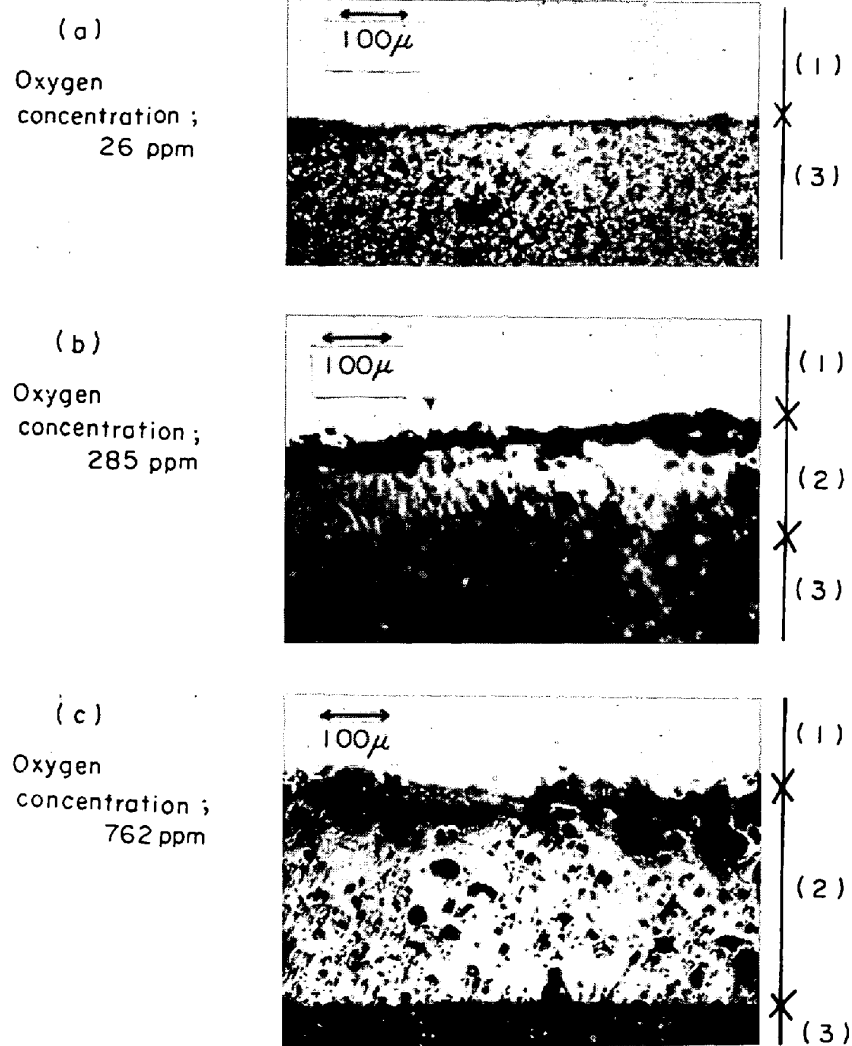 (a)
Oxygen
concentration ;
26 ppm
100μ
(1)
(3)
(b)
Oxygen
concentration ;
285 ppm
100μ
(1)
(2)
(3)
(c)
Oxygen
concentration ;
762 ppm
100μ
(1)
(2)
(3)